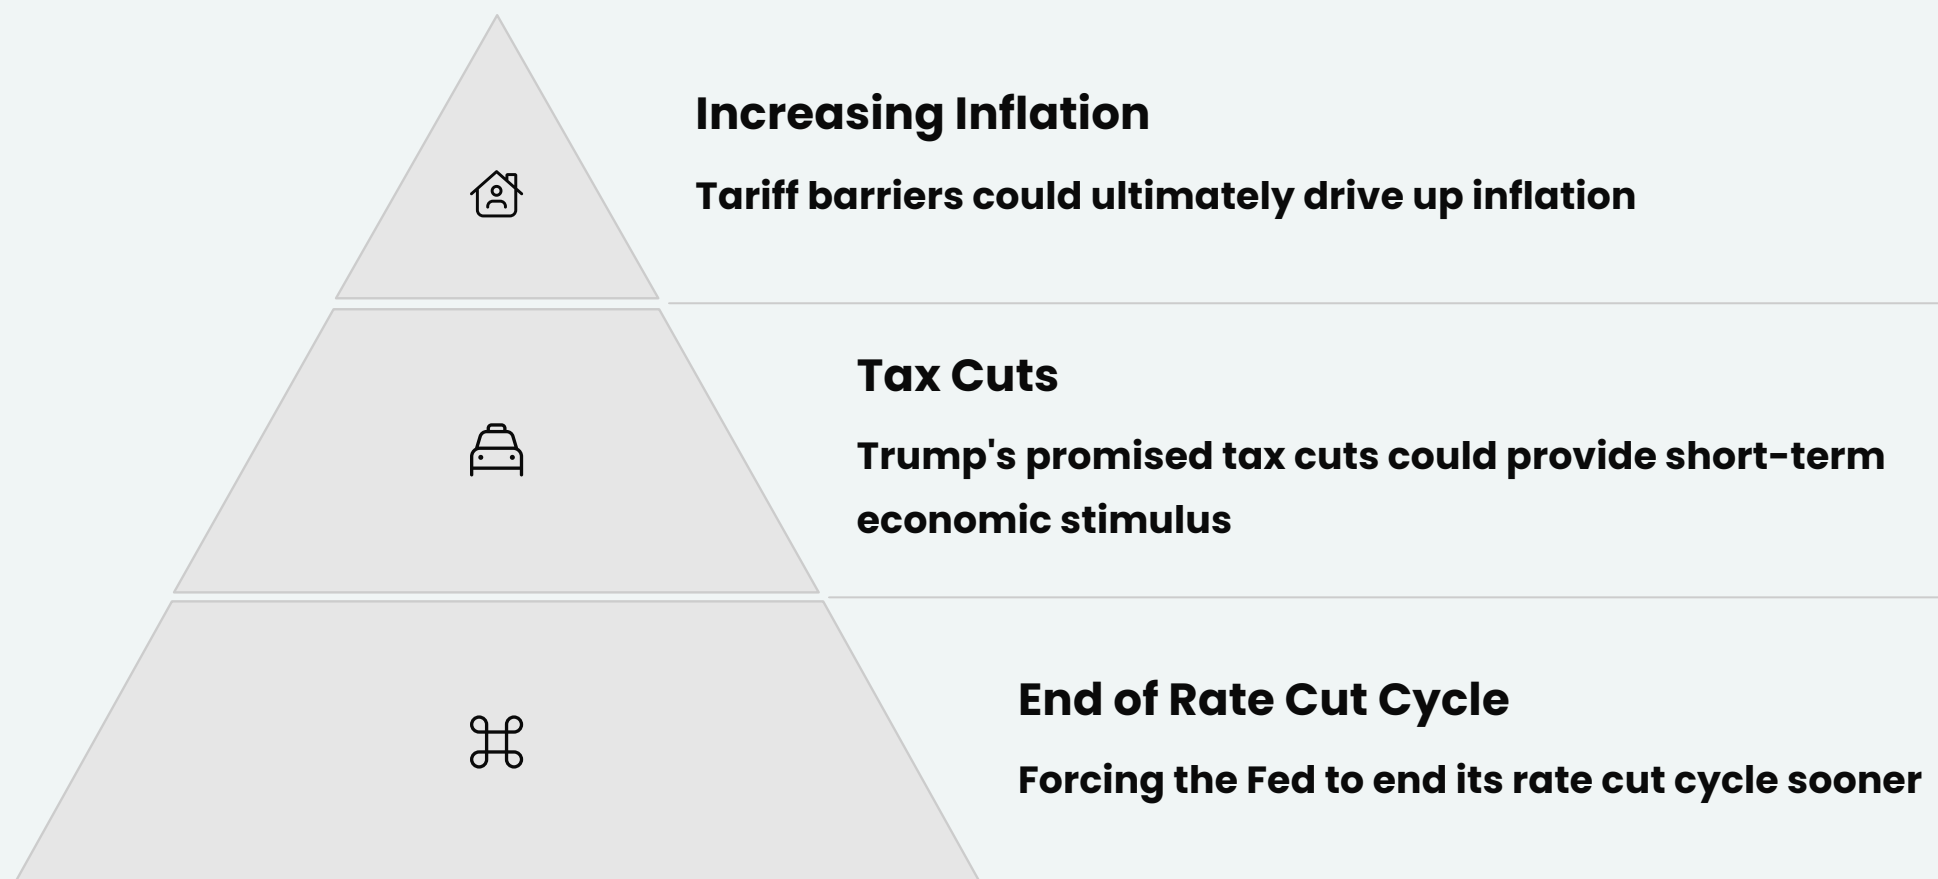 Increasing Inflation
Tariff barriers could ultimately drive up inflation
Tax Cuts
Trump's promised tax cuts could provide short-term
economic stimulus
End of Rate Cut Cycle
Forcing the Fed to end its rate cut cycle sooner